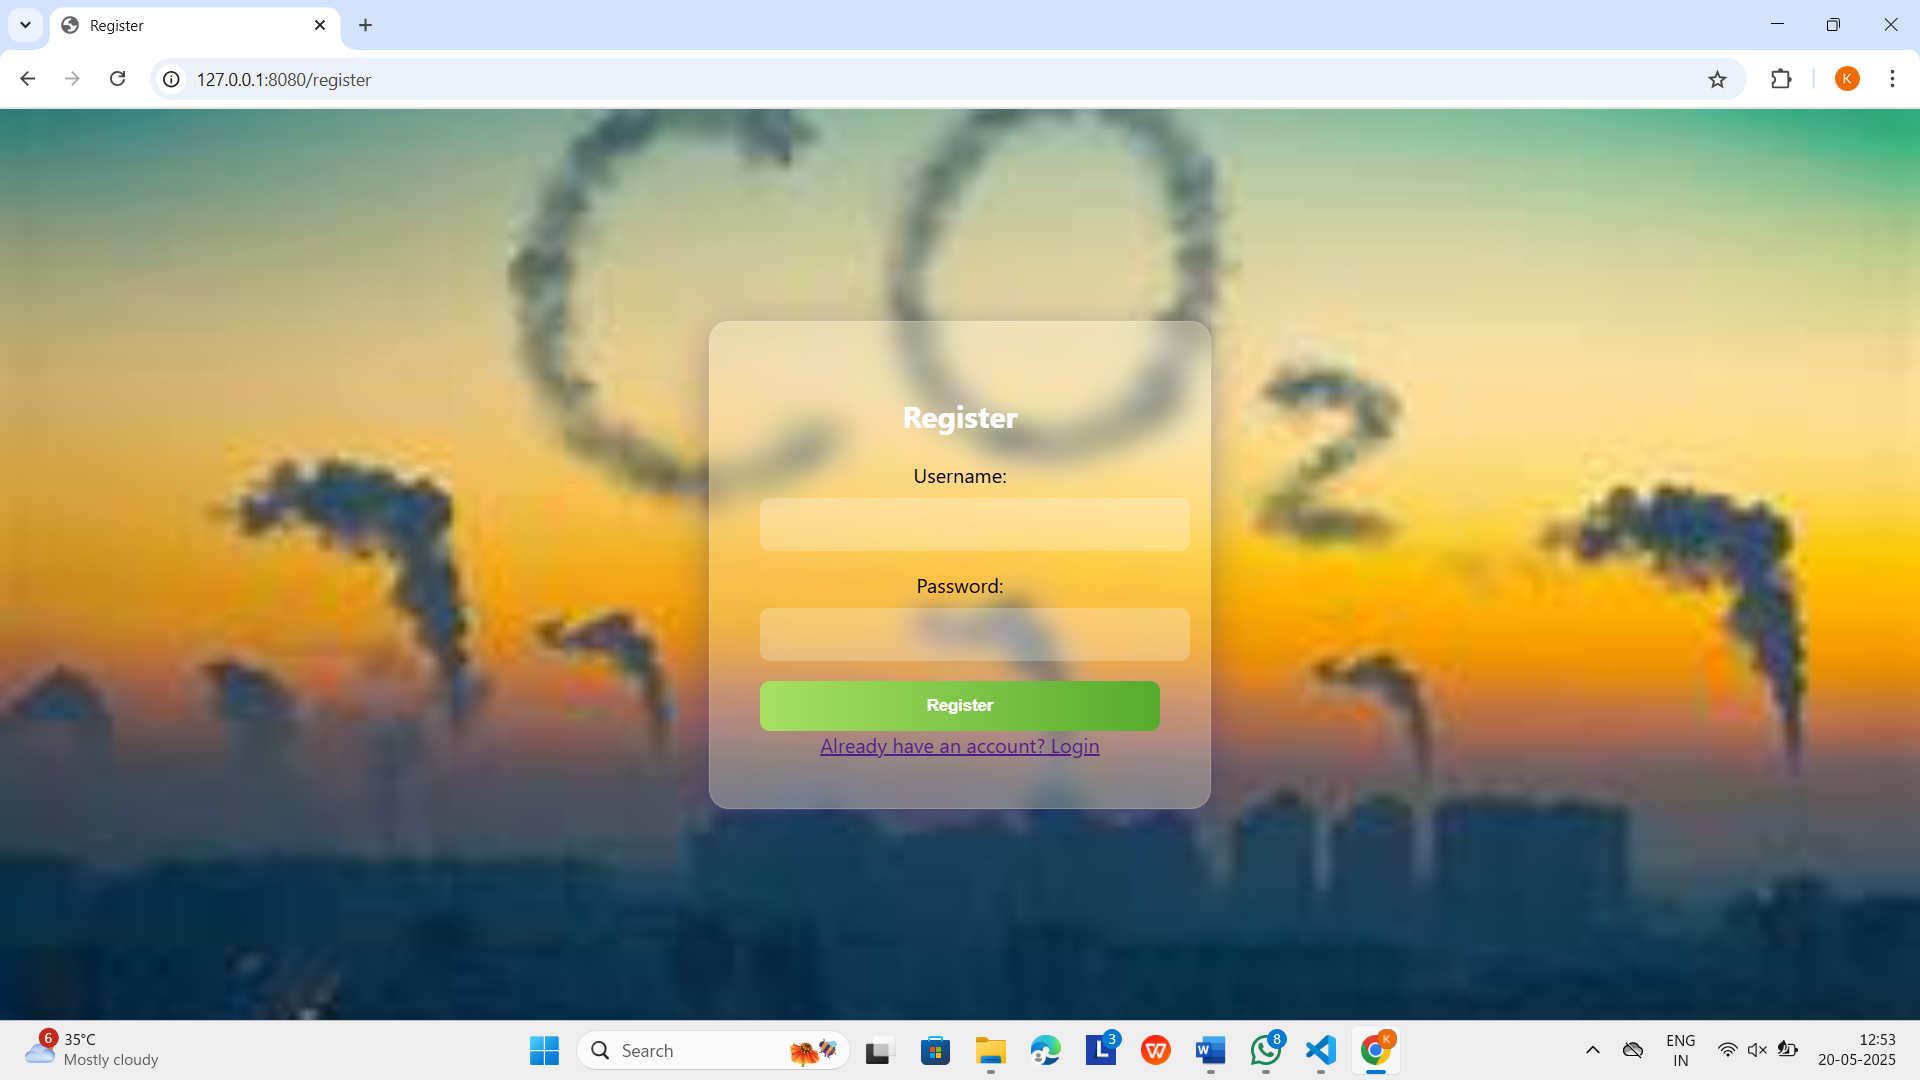 Register
127.0.0.1:8080/register
K
CO2
Register
Username:
Password:
Register
Already have an account? Login
6
35°C
Mostly cloudy
Search
L
3
W
W
8
K
ENG
IN
12:53
20-05-2025